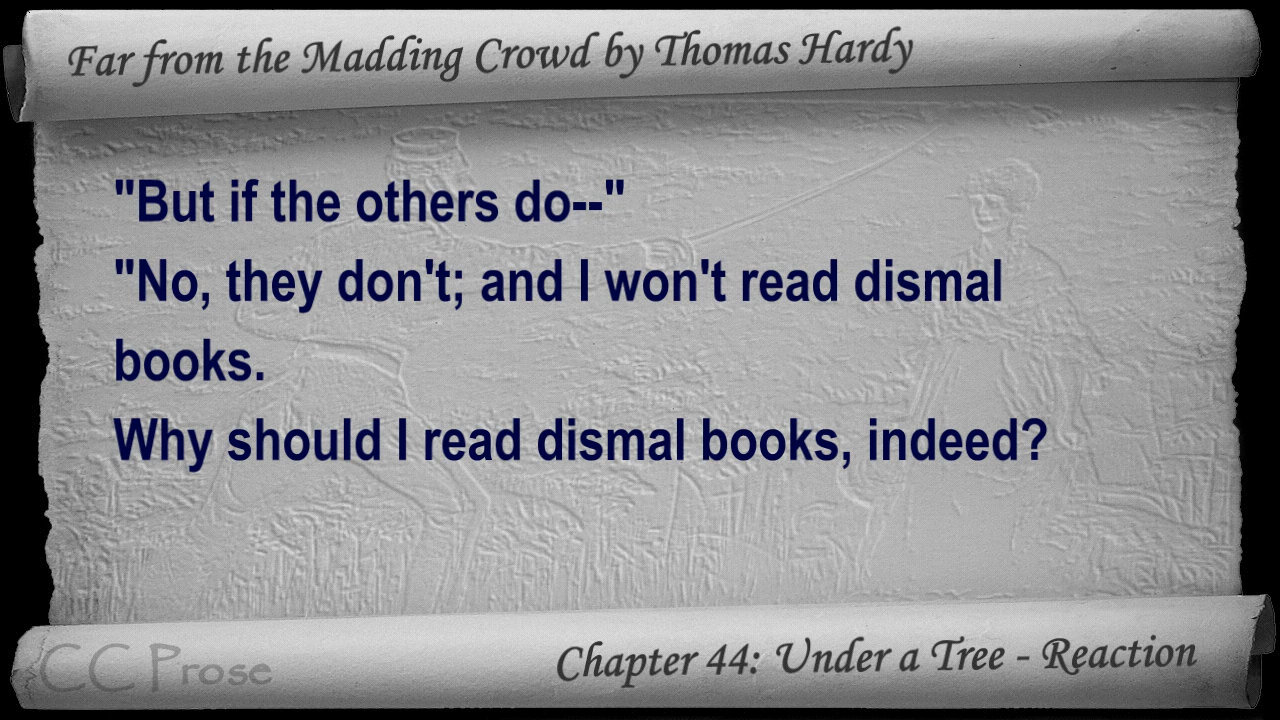 Far from the Madding Crowd by Thomas Hardy
"But if the others do--"
"No, they don't; and I won't read dismal
books.
Why should I read dismal books, indeed?
CC Prose
Chapter 44: Under a Tree - Reaction